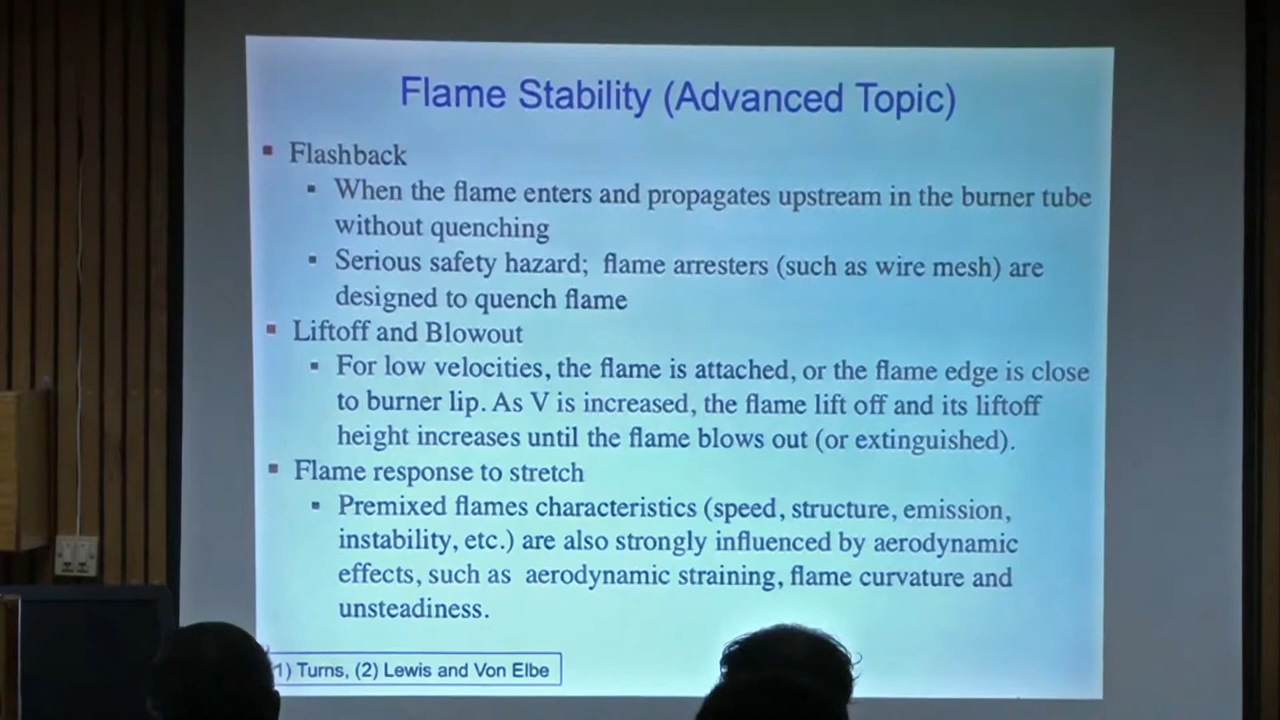 Flame Stability (Advanced Topic)
Flashback
When the flame enters and propagates upstream in the burner tube
without quenching
Serious safety hazard; flame arresters (such as wire mesh) are
designed to quench flame
Liftoff and Blowout
For low velocities, the flame is attached, or the flame edge is close
to burner lip. As V is increased, the flame lift off and its liftoff
height increases until the flame blows out (or extinguished).
Flame response to stretch
Premixed flames characteristics (speed, structure, emission,
instability, etc.) are also strongly influenced by aerodynamic
effects, such as aerodynamic straining, flame curvature and
unsteadiness.
1) Turns, (2) Lewis and Von Elbe